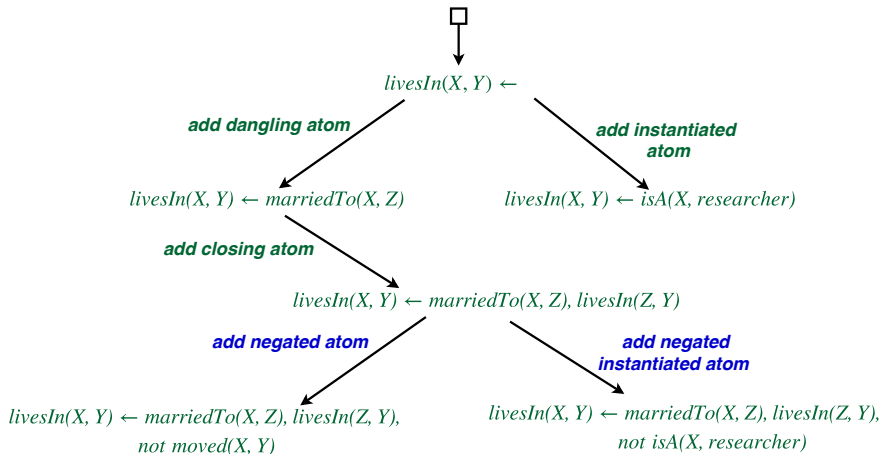 livesIn(X, Y) ←
add dangling atom
add instantiated
atom
livesIn(X, Y) ← marriedTo(X, Z)
livesIn(X, Y) ← isA(X, researcher)
add closing atom
livesIn(X, Y) ← marriedTo(X, Z), livesIn(Z, Y)
add negated atom
add negated
instantiated atom
livesIn(X, Y) ← marriedTo(X, Z), livesIn(Z, Y),
not moved(X, Y)
livesIn(X, Y) ← marriedTo(X, Z), livesIn(Z, Y),
not isA(X, researcher)